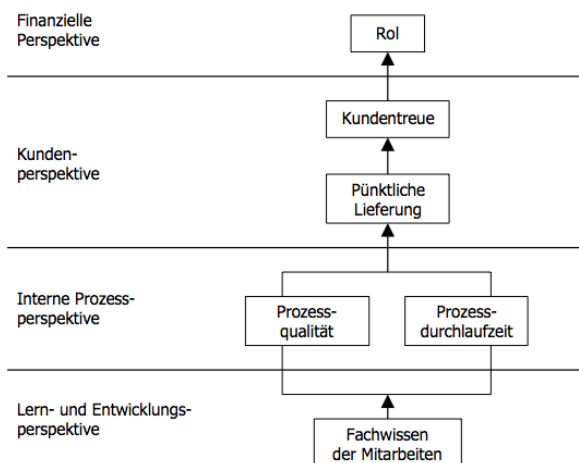 Finanzielle
Perspektive
RoI
Kundentreue
Kunden-
perspektive
Pünktliche
Lieferung
Interne Prozess-
perspektive
Prozess-
qualität
Prozess-
durchlaufzeit
Lern- und Entwicklungs-
perspektive
Fachwissen
der Mitarbeiten